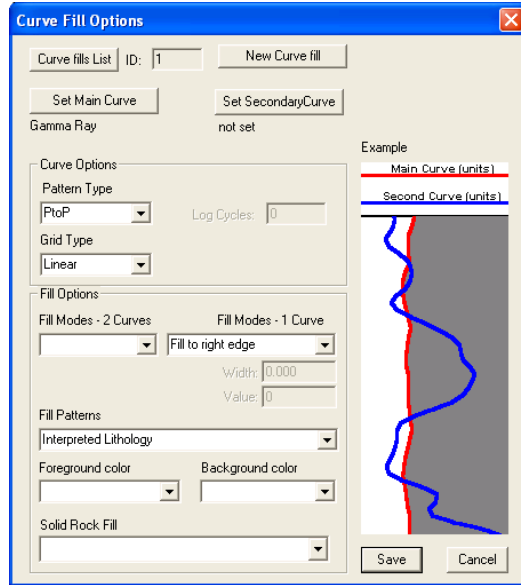 Curve Fill Options
Curve fills List ID: 1 New Curve fill
Set Main Curve Set SecondaryCurve
Gamma Ray not set
Example
Main Curve (units)
Second Curve (units)
Curve Options
Pattern Type
PtoP Log Cycles: 0
Grid Type
Linear
Fill Options
Fill Modes - 2 Curves Fill Modes - 1 Curve
Fill to right edge
Width: 0.000
Value: 0
Fill Patterns
Interpreted Lithology
Foreground color Background color
Solid Rock Fill
Save Cancel